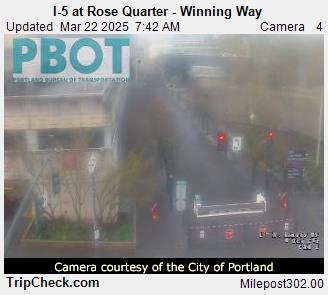 I-5 at Rose Quarter - Winning Way
Updated Mar 22 2025 7:42 AM Camera 4
PBOT
PORTLAND BUREAU OF TRANSPORTATION
Camera courtesy of the City of Portland
TripCheck.com Milepost302.00